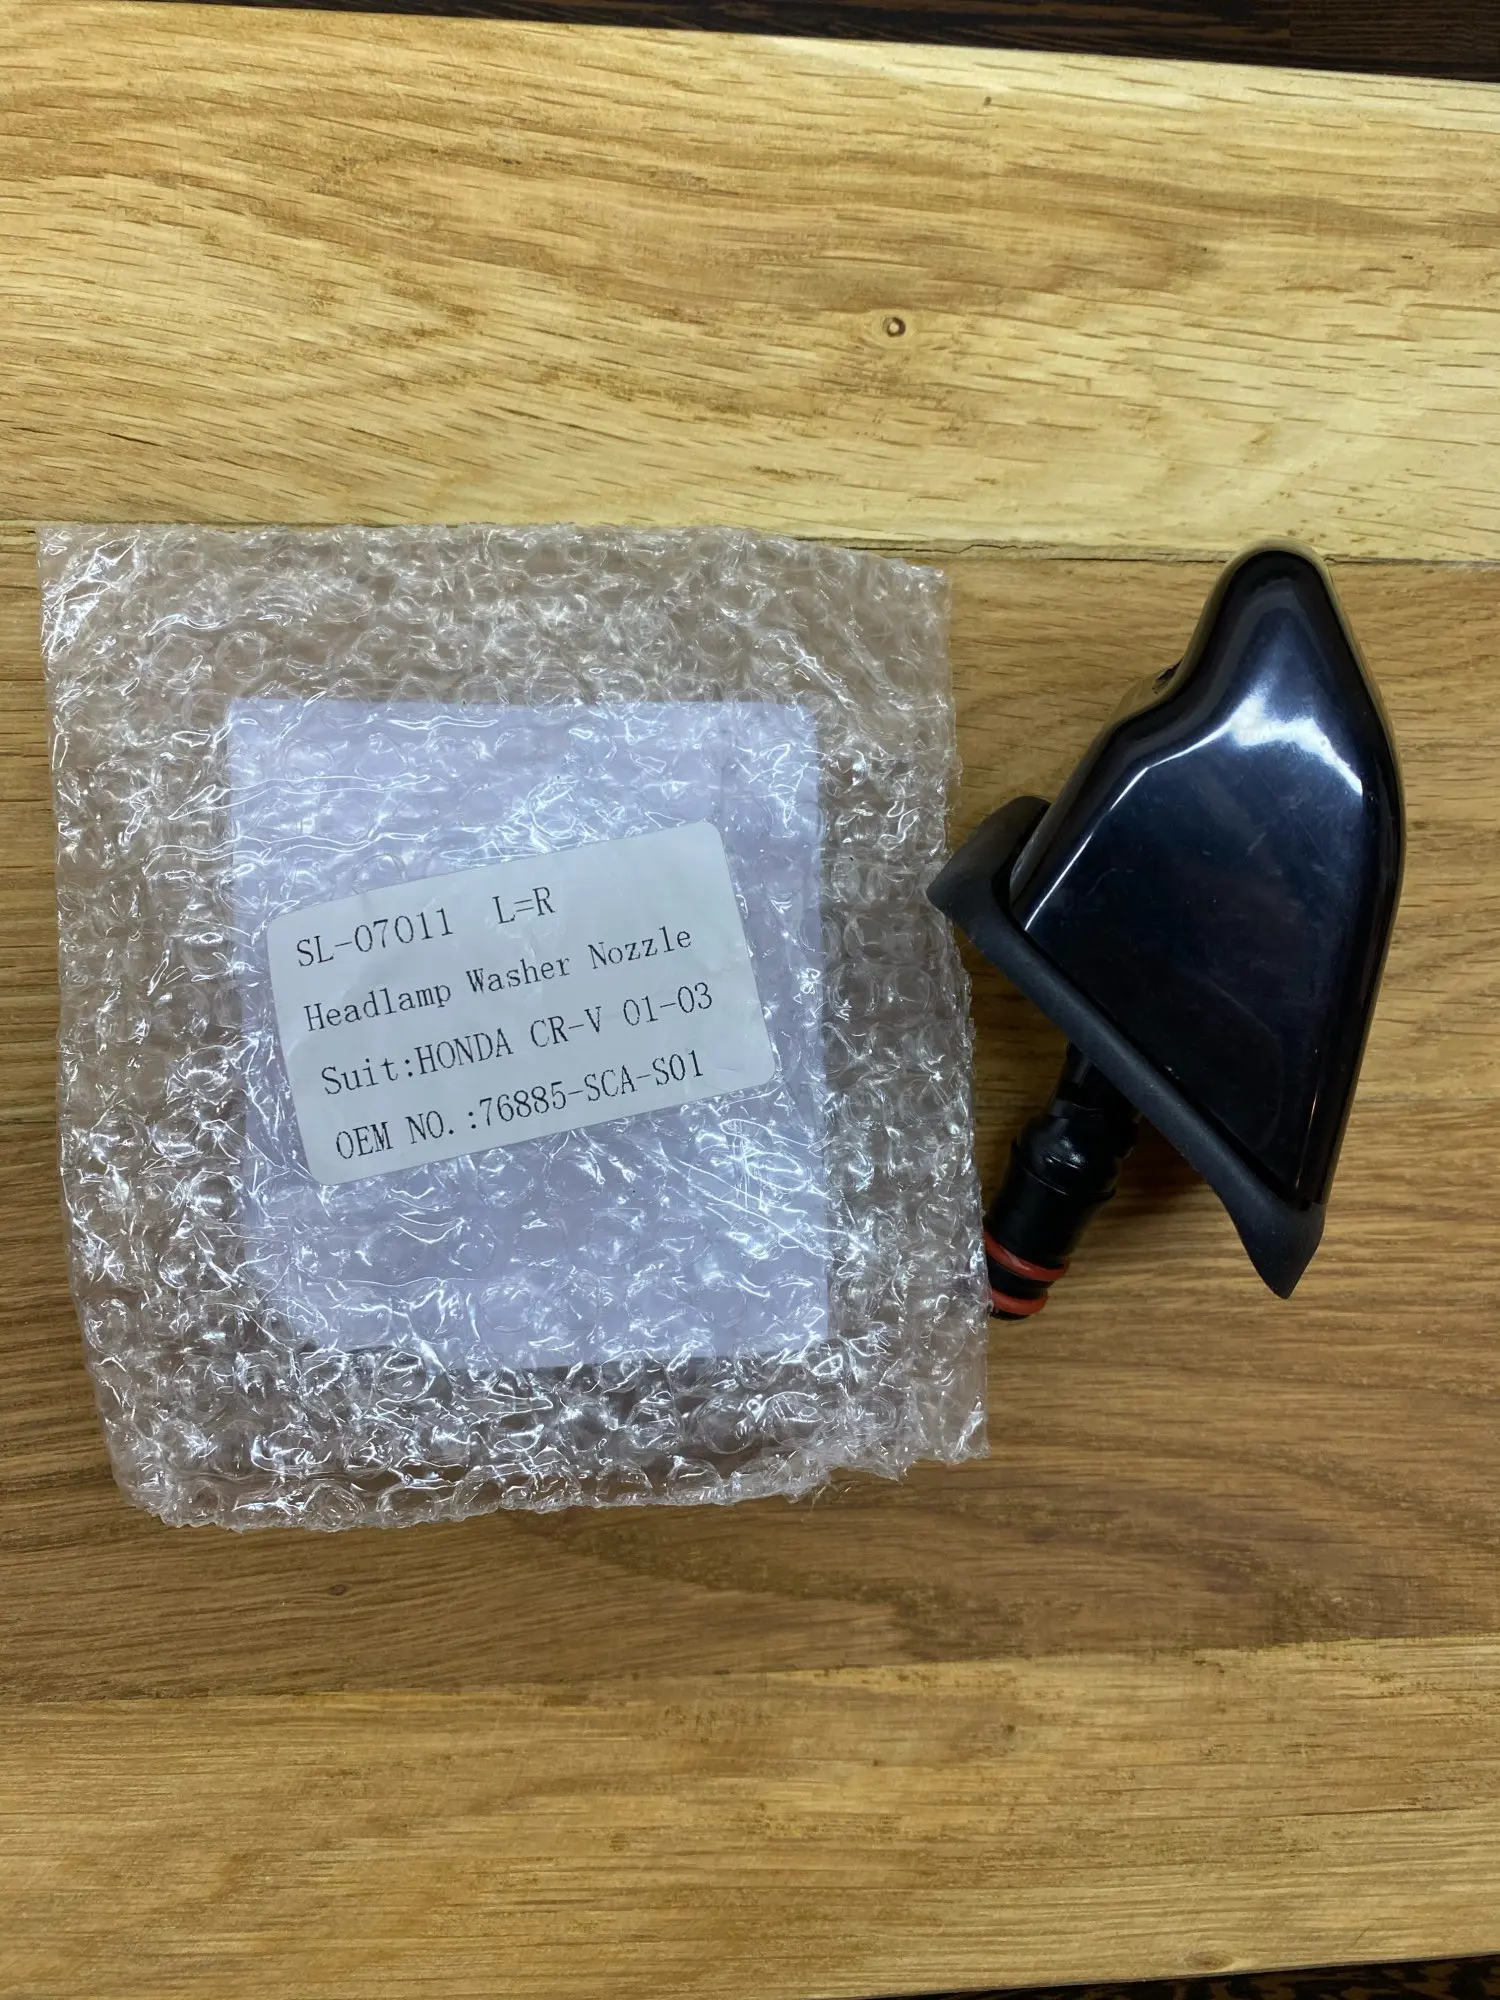 SL-07011 L=R
Headlamp Washer Nozzle
Suit:HONDA CR-V 01-03
OEM NO.:76885-SCA-S01